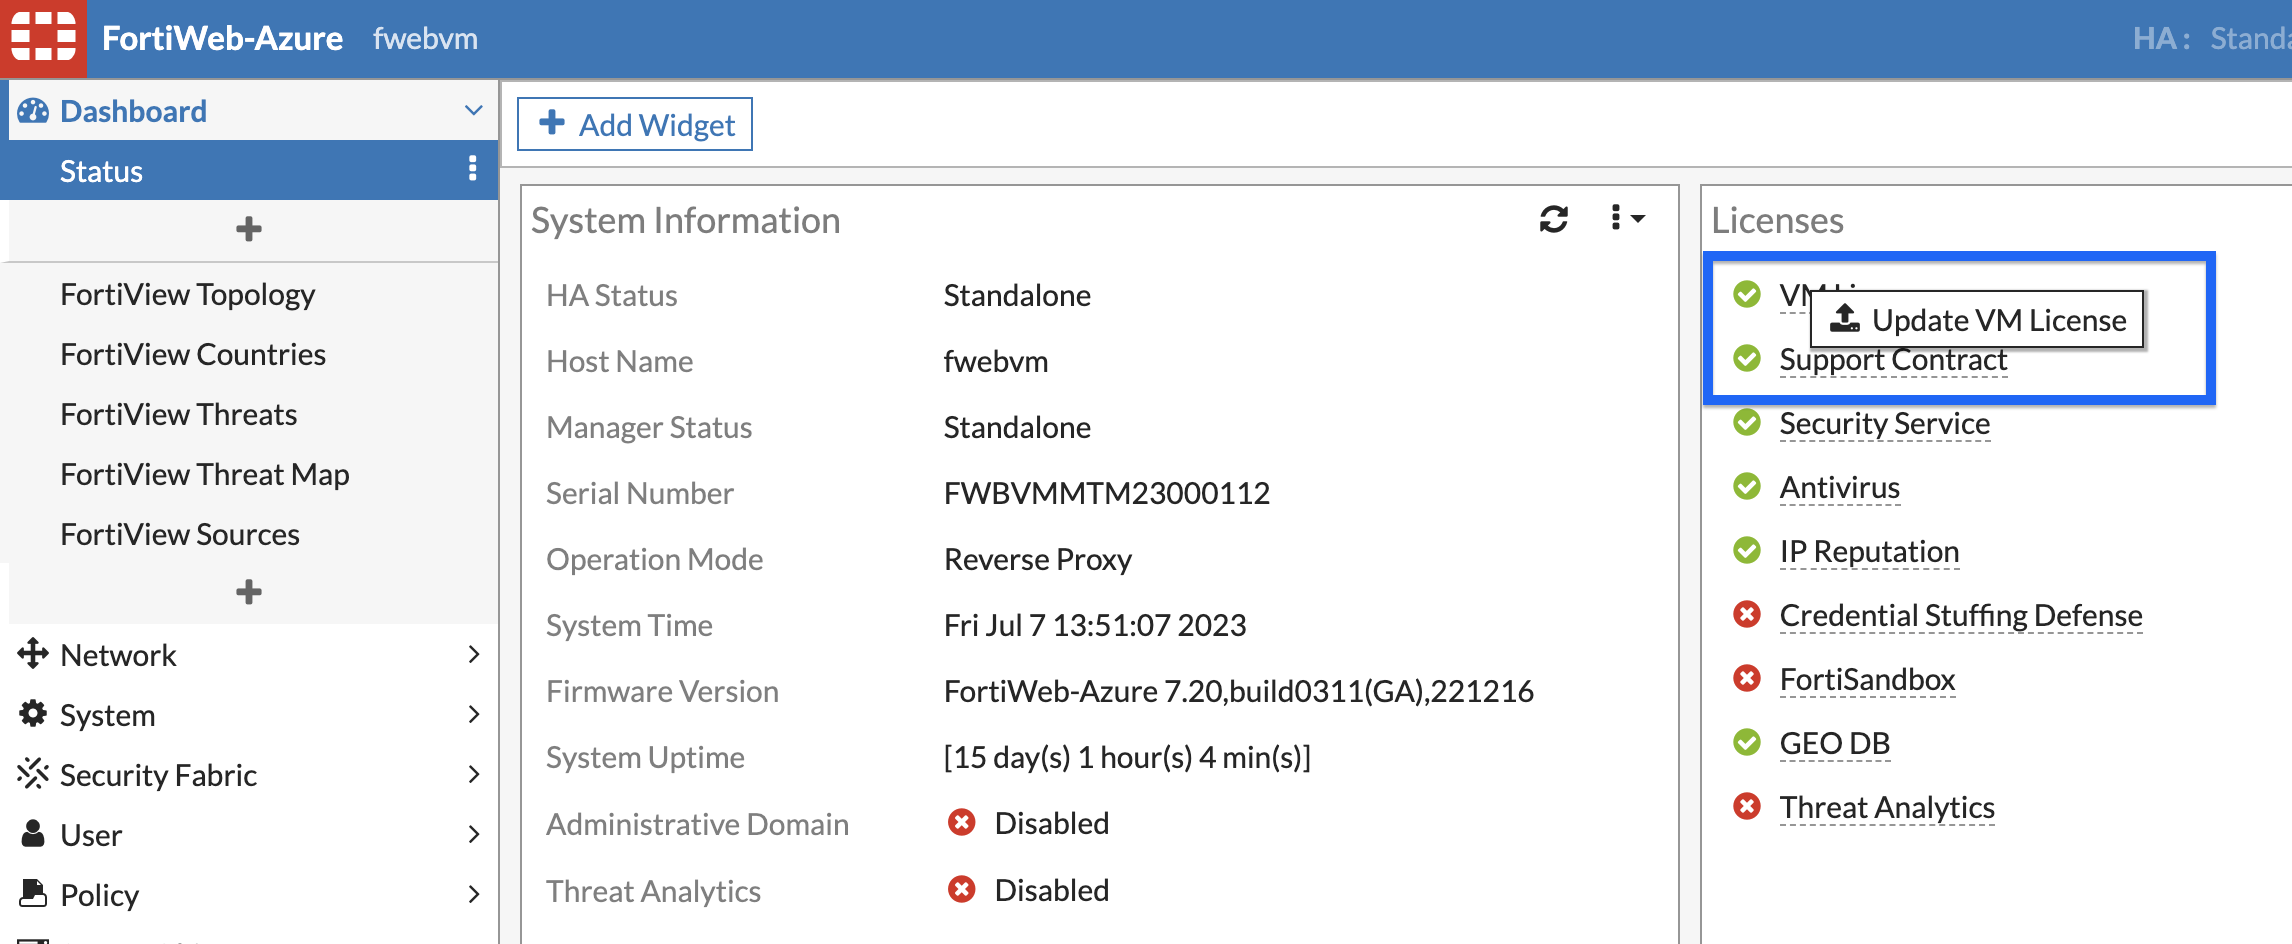 FortiWeb-Azure fwebvm HA :
Dashboard
Status
FortiView Topology
FortiView Countries
FortiView Threats
FortiView Threat Map
FortiView Sources
Network
System
Security Fabric
User
Policy
Add Widget
System Information
HA Status Standalone
Host Name fwebvm
Manager Status Standalone
Serial Number FWBVMMTM23000112
Operation Mode Reverse Proxy
System Time Fri Jul 7 13:51:07 2023
Firmware Version FortiWeb-Azure 7.20,build0311(GA),221216
System Uptime [15 day(s) 1 hour(s) 4 min(s)]
Administrative Domain Disabled
Threat Analytics Disabled
Licenses
VM
Update VM License
Support Contract
Security Service
Antivirus
IP Reputation
Credential Stuffing Defense
FortiSandbox
GEO DB
Threat Analytics